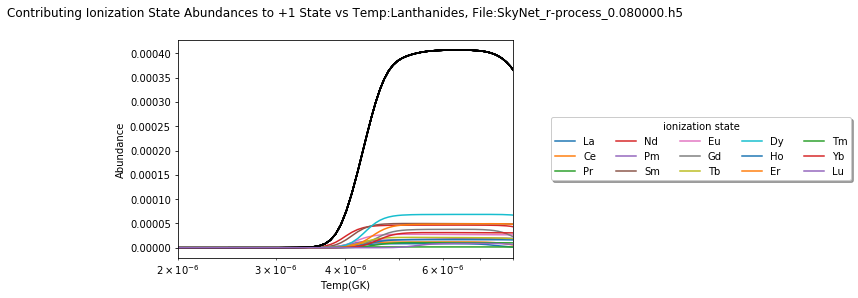 Contributing Ionization State Abundances to +1 State vs Temp:Lanthanides, File:SkyNet_r-process_0.080000.h5
0.00040
0.00035
0.00030
0.00025
0.00020
0.00015
0.00010
0.00005
0.00000
Abundance
2 × 10⁻⁶ 3 × 10⁻⁶ 4 × 10⁻⁶ 6 × 10⁻⁶
Temp(GK)
ionization state
La Nd Eu Dy Tm
Ce Pm Gd Ho Yb
Pr Sm Tb Er Lu